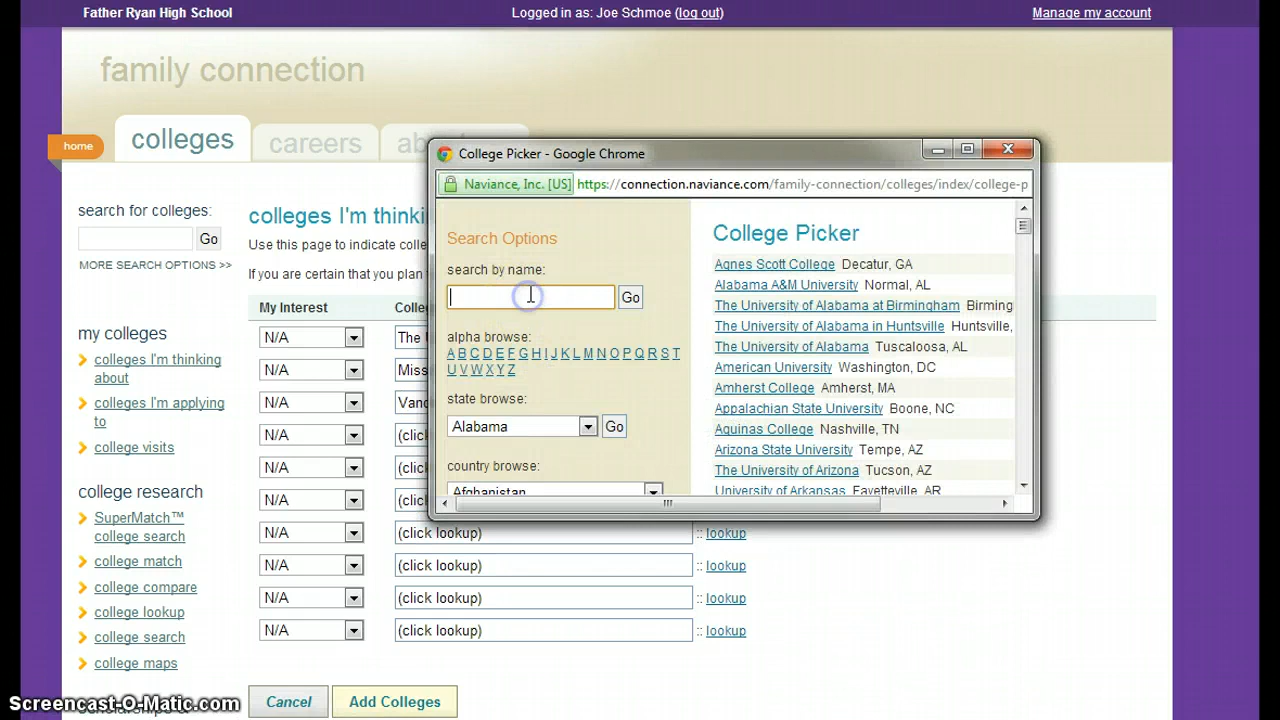 Father Ryan High School
Logged in as: Joe Schmoe (log out)
Manage my account
family connection
home
colleges
careers
search for colleges:
Go
MORE SEARCH OPTIONS >>
my colleges
colleges I'm thinking
about
colleges I'm applying
to
college visits
college research
SuperMatch™
college search
college match
college compare
college lookup
college search
college maps
colleges I'm
Use this page to indicate
If you are certain that you plan
My Interest
N/A
The
N/A
N/A
N/A
N/A
N/A
N/A (click lookup) :: lookup
N/A (click lookup) :: lookup
N/A (click lookup) :: lookup
N/A (click lookup) :: lookup
Cancel
Add Colleges
College Picker - Google Chrome
Naviance, Inc. [US] https://connection.naviance.com/family-connection/colleges/index/college-p
Search Options
search by name:
Go
alpha browse:
A B C D E F G H I J K L M N O P Q R S T
U V W X Y Z
state browse:
Alabama
Go
country browse:
Afghanistan
College Picker
Agnes Scott College Decatur, GA
Alabama A&M University Normal, AL
The University of Alabama at Birmingham Birming
The University of Alabama in Huntsville Huntsville,
The University of Alabama Tuscaloosa, AL
American University Washington, DC
Amherst College Amherst, MA
Appalachian State University Boone, NC
Aquinas College Nashville, TN
Arizona State University Tempe, AZ
The University of Arizona Tucson, AZ
University of Arkansas Fayetteville, AR
Screencast-O-Matic.com